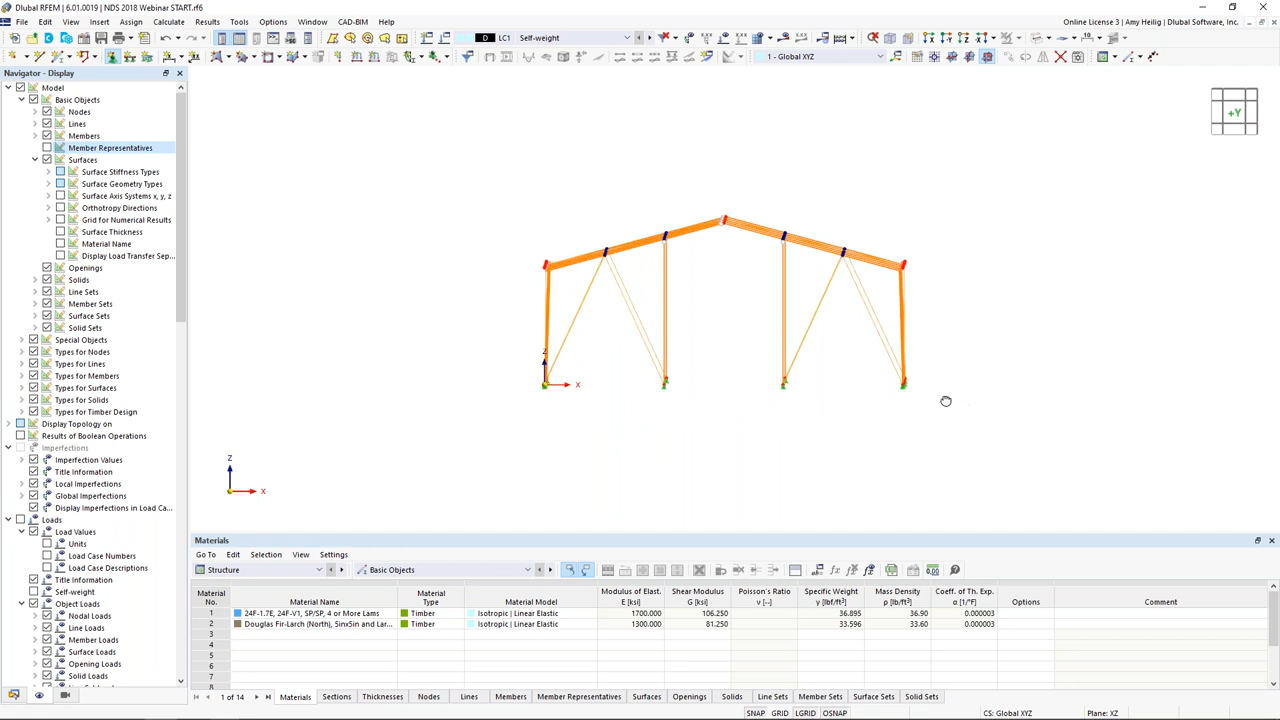 Dlubal RFEM | 6.01.0019 | NDS 2018 Webinar START.rf6
File Edit View Insert Assign Calculate Results Tools Options Window CAD-BIM Help
Online License 3 | Amy Heilig | Dlubal Software, Inc.
D LC1 Self-weight
1 - Global XYZ
Navigator - Display
Model
Basic Objects
Nodes
Lines
Members
Member Representatives
Surfaces
Surface Stiffness Types
Surface Geometry Types
Surface Axis Systems x, y, z
Orthotropy Directions
Grid for Numerical Results
Surface Thickness
Material Name
Display Load Transfer Sep...
Openings
Solids
Line Sets
Member Sets
Surface Sets
Solid Sets
Special Objects
Types for Nodes
Types for Lines
Types for Members
Types for Surfaces
Types for Solids
Types for Timber Design
Display Topology on
Results of Boolean Operations
Imperfections
Imperfection Values
Title Information
Local Imperfections
Global Imperfections
Display Imperfections in Load Ca...
Loads
Load Values
Units
Load Case Numbers
Load Case Descriptions
Title Information
Self-weight
Object Loads
Nodal Loads
Line Loads
Member Loads
Surface Loads
Opening Loads
Solid Loads
+Y
Z
X
Z
X
Materials
Go To Edit Selection View Settings
Structure Basic Objects
Material No. Material Name Material Type Material Model Modulus of Elast. E [ksi] Shear Modulus G [ksi] Poisson's Ratio ν [--] Specific Weight γ [lbf/ft³] Mass Density ρ [lb/ft³] Coeff. of Th. Exp. α [1/°F] Options Comment
1 24F-1.7E, 24F-V1, SP/SP, 4 or More Lams Timber Isotropic | Linear Elastic 1700.000 106.250 36.895 36.90 0.000003
2 Douglas Fir-Larch (North), 5inx5in and Lar... Timber Isotropic | Linear Elastic 1300.000 81.250 33.596 33.60 0.000003
3
4
5
6
7
8
1 of 14 Materials Sections Thicknesses Nodes Lines Members Member Representatives Surfaces Openings Solids Line Sets Member Sets Surface Sets Solid Sets
SNAP GRID LGRID OSNAP CS: Global XYZ Plane: XZ